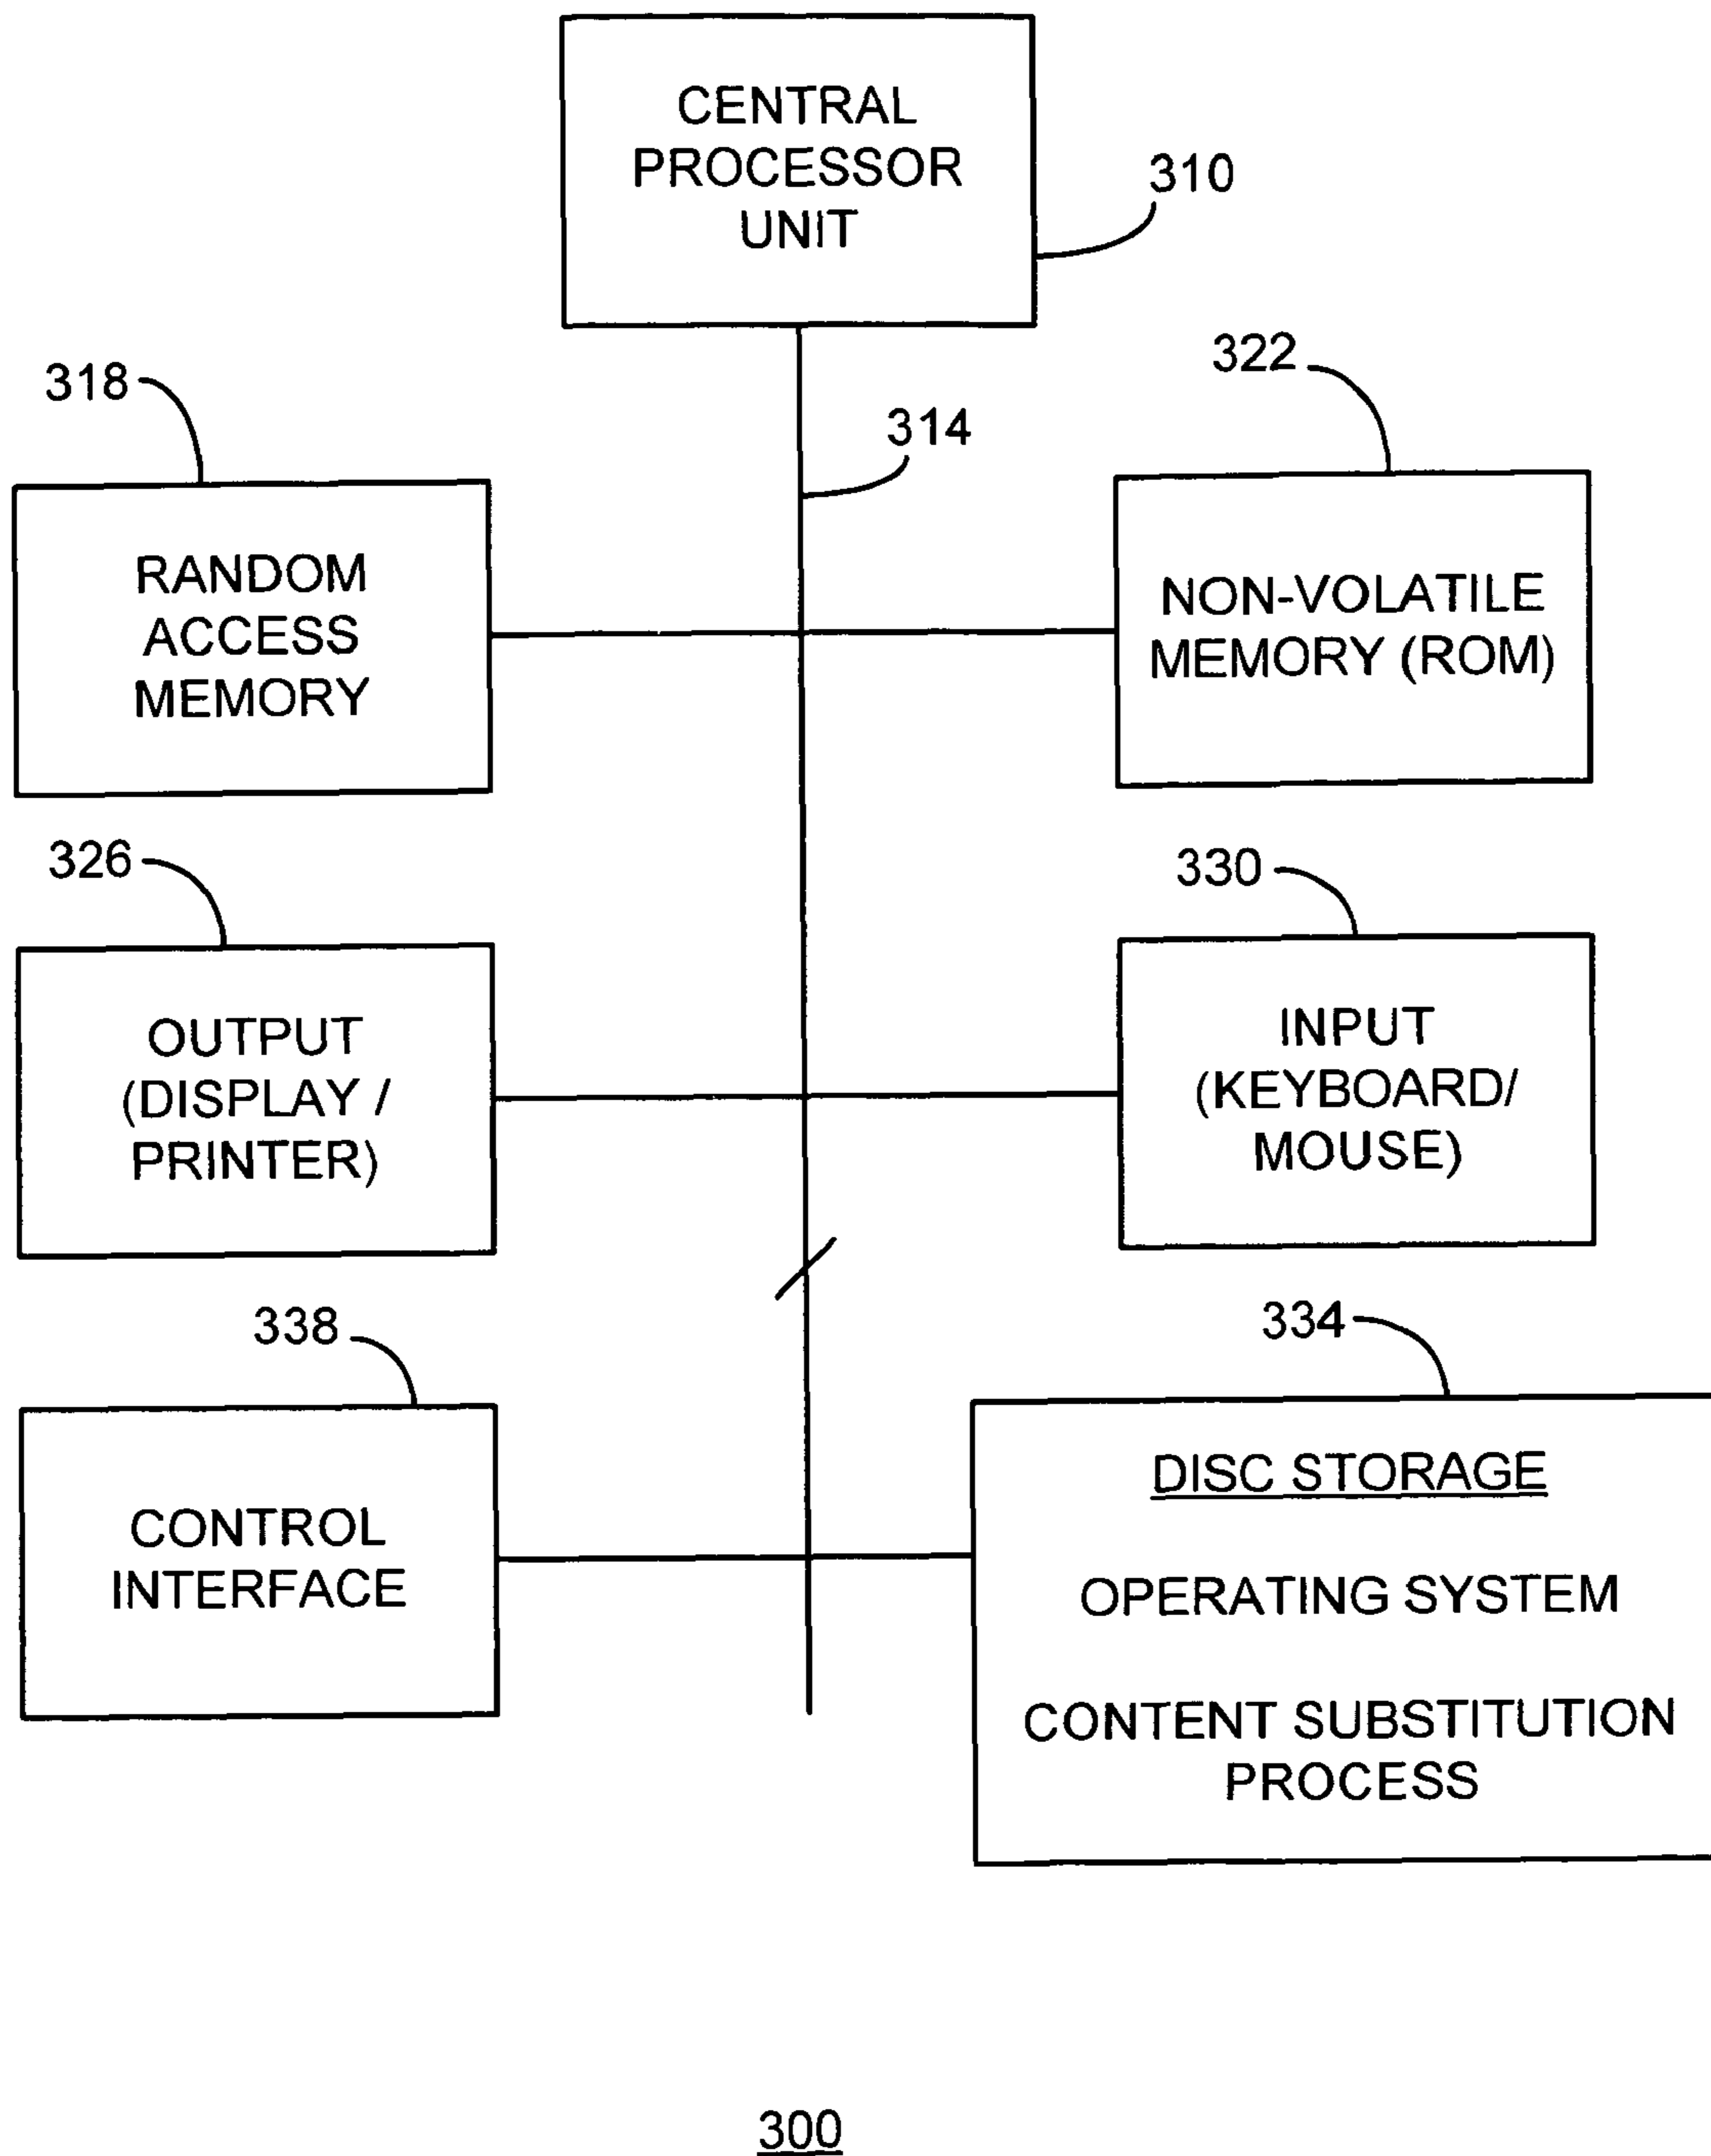 CENTRAL
PROCESSOR
UNIT
310
318
322
314
RANDOM
ACCESS
MEMORY
NON-VOLATILE
MEMORY (ROM)
326
330
OUTPUT
(DISPLAY /
PRINTER)
INPUT
(KEYBOARD/
MOUSE)
338
334
CONTROL
INTERFACE
DISC STORAGE
OPERATING SYSTEM
CONTENT SUBSTITUTION
PROCESS
300